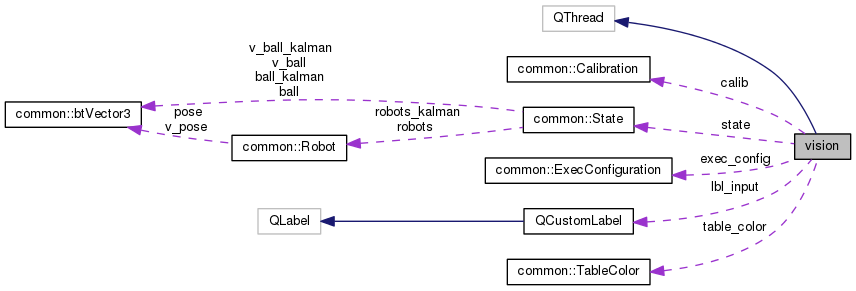 QThread
v_ball_kalman
v_ball
ball_kalman
ball
common::Calibration
calib
common::btVector3
pose
v_pose
robots_kalman
robots
common::State
state
common::Robot
vision
exec_config
common::ExecConfiguration
lbl_input
QLabel
QCustomLabel
table_color
common::TableColor